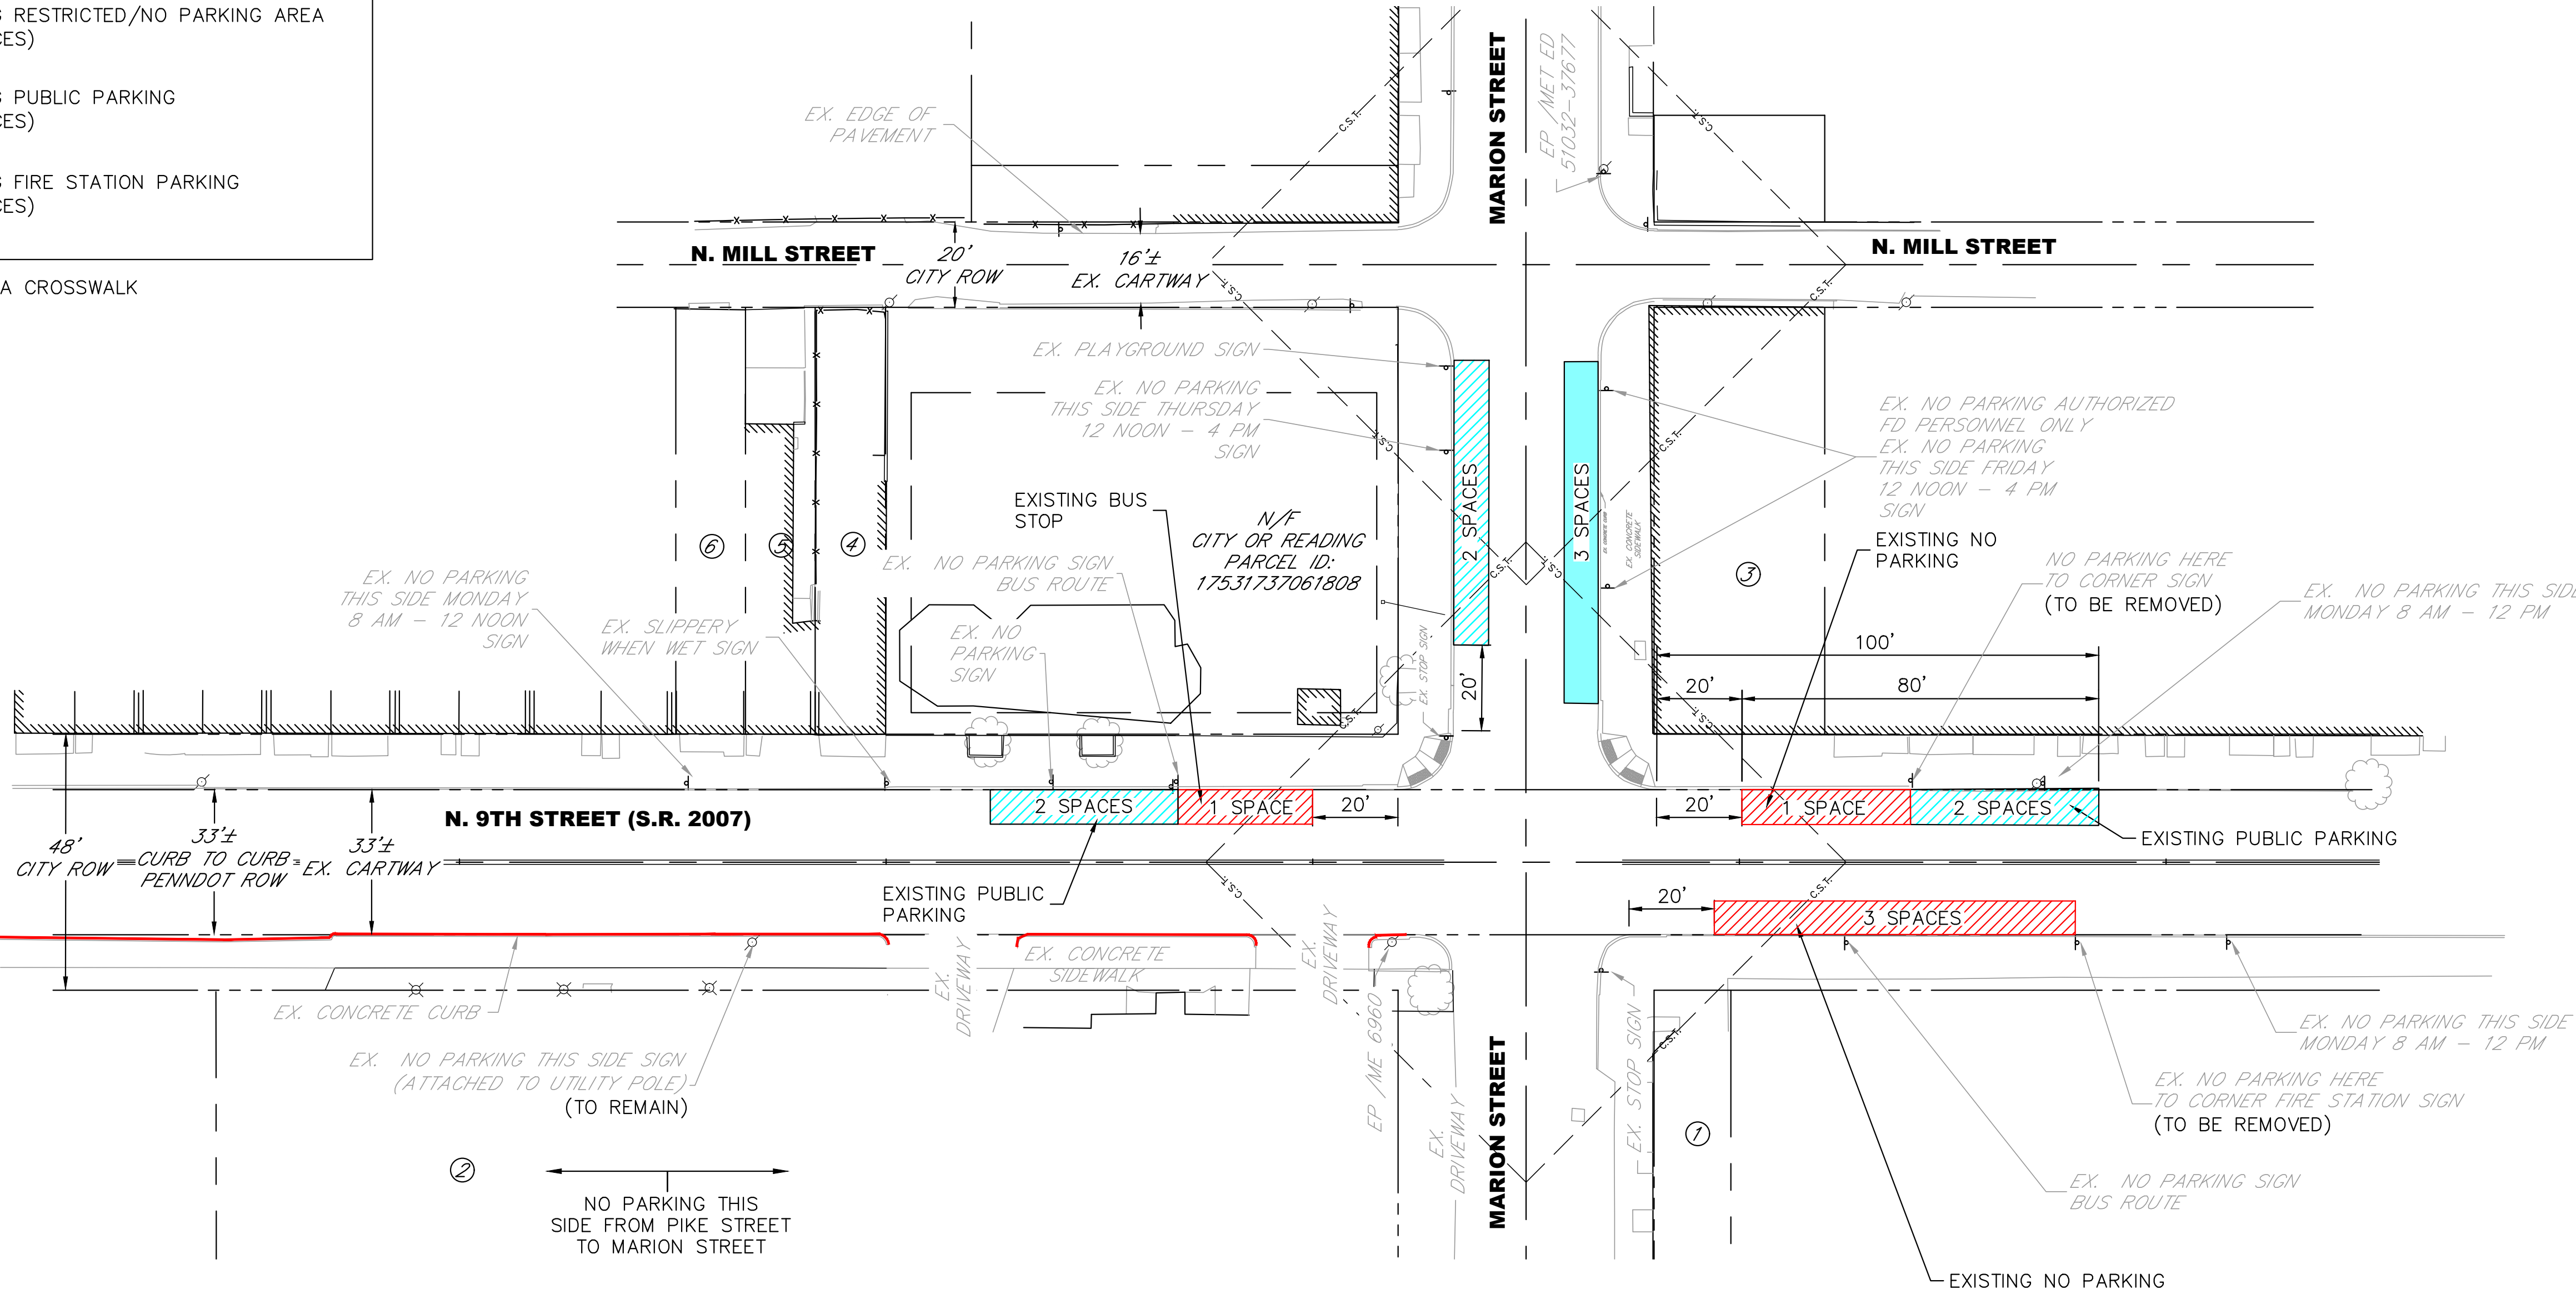 RESTRICTED/NO PARKING AREA
PUBLIC PARKING
FIRE STATION PARKING
A CROSSWALK
EX. EDGE OF
PAVEMENT
MARION STREET
EP /MET ED
51032-37677
N. MILL STREET
20'
CITY ROW
16'±
EX. CARTWAY
N. MILL STREET
C.S.T.
C.S.T.
C.S.T.
C.S.T.
C.S.T.
C.S.T.
EX. PLAYGROUND SIGN
EX. NO PARKING
THIS SIDE THURSDAY
12 NOON - 4 PM
SIGN
2 SPACES
3 SPACES
EX. CONCRETE CURB
EX. CONCRETE
SIDEWALK
EX. NO PARKING AUTHORIZED
FD PERSONNEL ONLY
EX. NO PARKING
THIS SIDE FRIDAY
12 NOON - 4 PM
SIGN
EXISTING BUS
STOP
N/F
CITY OR READING
PARCEL ID:
17531737061808
EXISTING NO
PARKING
6
5
4
3
C.S.T.
C.S.T.
EX. NO PARKING SIGN
BUS ROUTE
NO PARKING HERE
TO CORNER SIGN
(TO BE REMOVED)
EX. NO PARKING THIS SIDE
MONDAY 8 AM - 12 PM
EX. NO PARKING
THIS SIDE MONDAY
8 AM - 12 NOON
SIGN
EX. SLIPPERY
WHEN WET SIGN
EX. NO
PARKING
SIGN
EX. STOP SIGN
20'
100'
20'
80'
C.S.T.
C.S.T.
N. 9TH STREET (S.R. 2007)
2 SPACES
1 SPACE
20'
20'
1 SPACE
2 SPACES
EXISTING PUBLIC PARKING
48'
CITY ROW
33'±
CURB TO CURB
PENNDOT ROW
33'±
EX. CARTWAY
EXISTING PUBLIC
PARKING
C.S.T.
C.S.T.
20'
3 SPACES
EX. CONCRETE CURB
EX.
DRIVEWAY
EX. CONCRETE
SIDEWALK
EX.
DRIVEWAY
EP /ME 6960
EX.
DRIVEWAY
MARION STREET
EX. STOP SIGN
C.S.T.
EX. NO PARKING THIS SIDE
MONDAY 8 AM - 12 PM
EX. NO PARKING THIS SIDE SIGN
(ATTACHED TO UTILITY POLE)
(TO REMAIN)
EX. NO PARKING HERE
TO CORNER FIRE STATION SIGN
(TO BE REMOVED)
1
2
NO PARKING THIS
SIDE FROM PIKE STREET
TO MARION STREET
EX. NO PARKING SIGN
BUS ROUTE
EXISTING NO PARKING